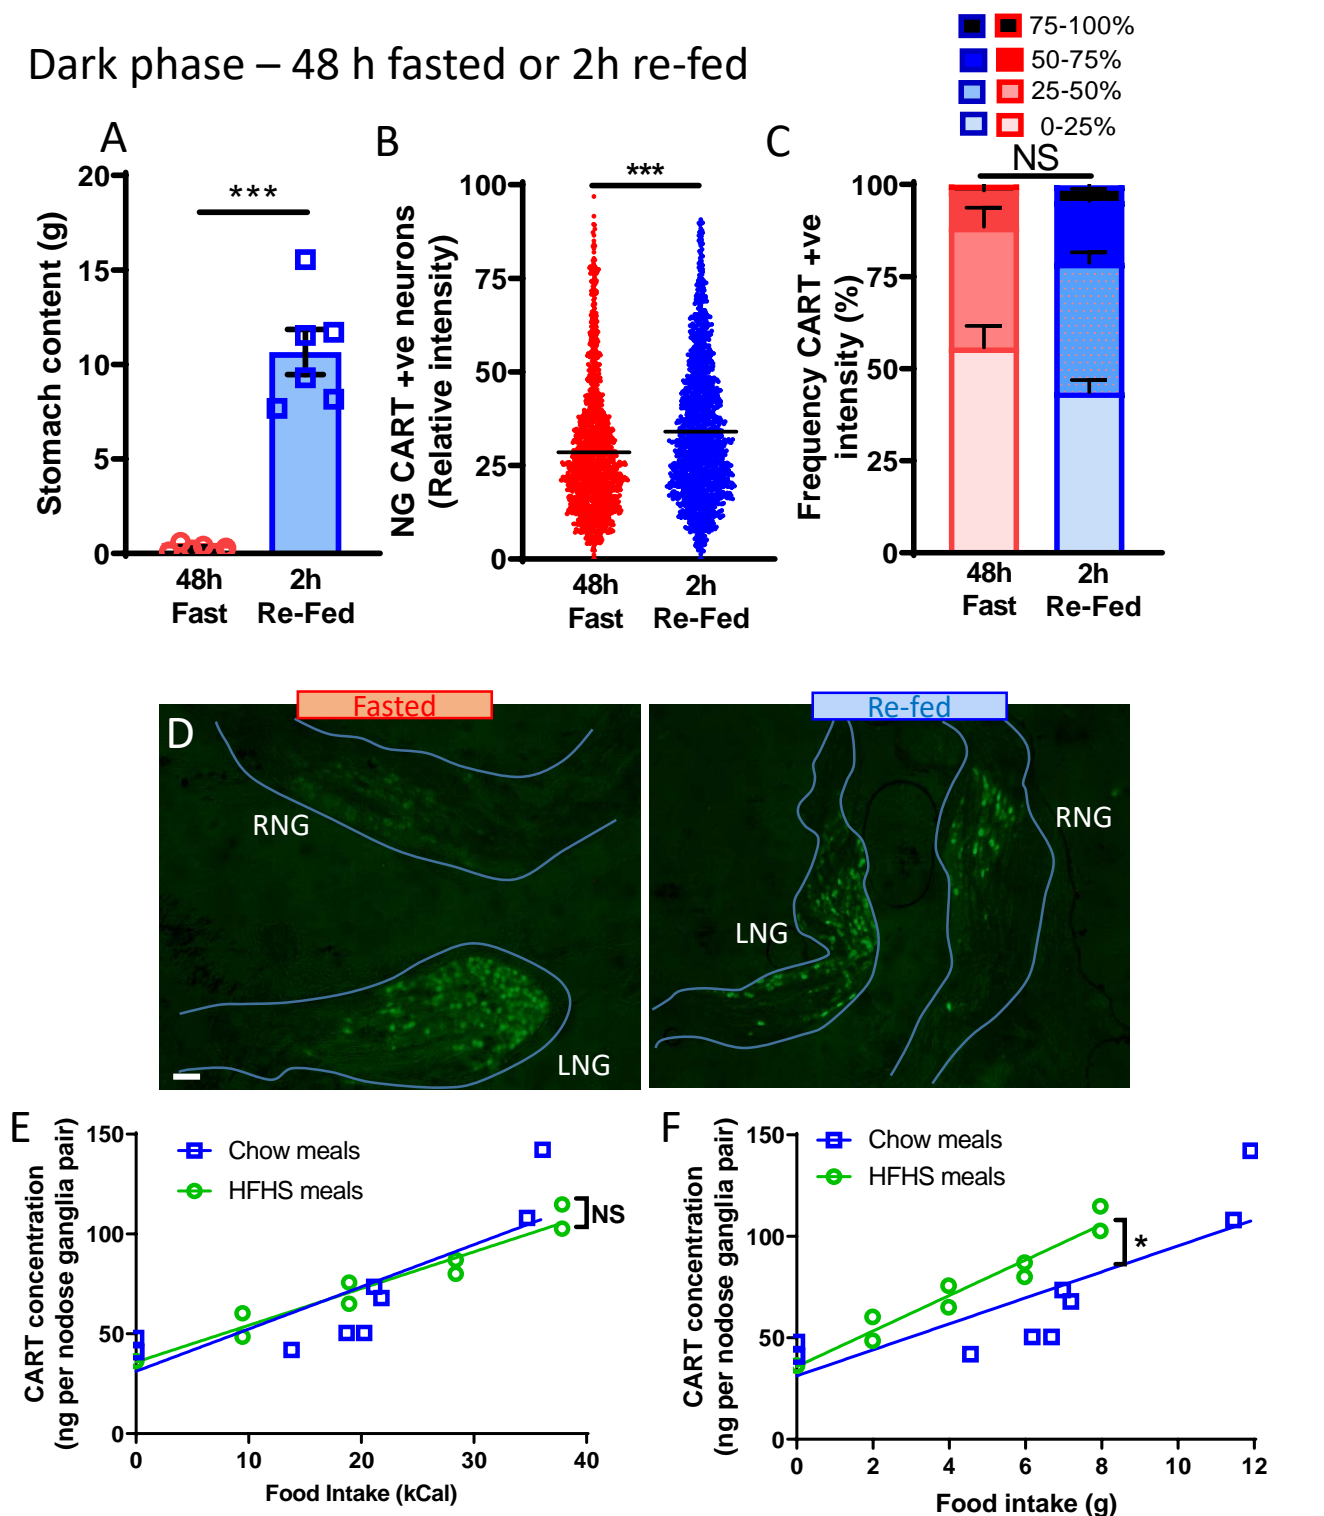 Dark phase – 48 h fasted or 2h re-fed
75-100%
50-75%
25-50%
0-25%
A
Stomach content (g)
20
15
10
5
0
***
48h
Fast
2h
Re-Fed
B
NG CART +ve neurons
(Relative intensity)
100
75
50
25
0
***
48h
Fast
2h
Re-Fed
C
Frequency CART +ve
intensity (%)
100
75
50
25
0
NS
48h
Fast
2h
Re-Fed
D
Fasted
RNG
LNG
Re-fed
LNG
RNG
E
CART concentration
(ng per nodose ganglia pair)
150
100
50
0
Chow meals
HFHS meals
NS
0 10 20 30 40
Food Intake (kCal)
F
CART concentration
(ng per nodose ganglia pair)
150
100
50
0
Chow meals
HFHS meals
*
0 2 4 6 8 10 12
Food intake (g)